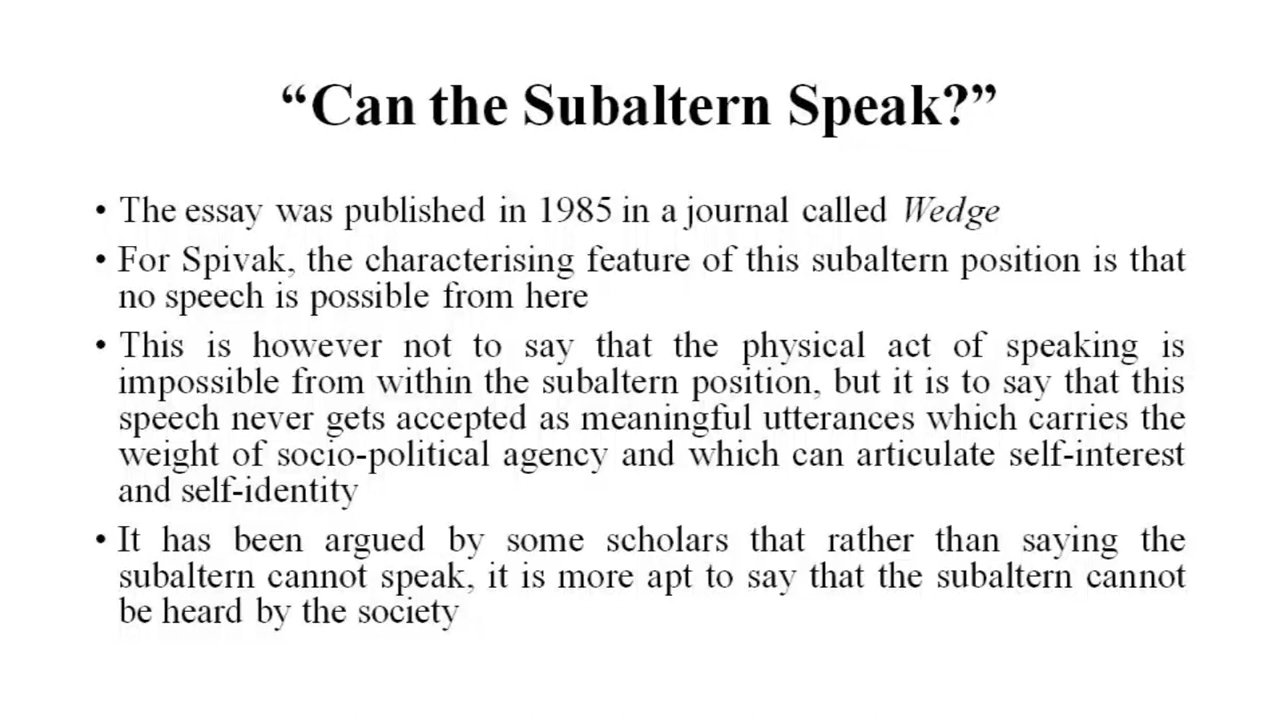 “Can the Subaltern Speak?”
• The essay was published in 1985 in a journal called Wedge
• For Spivak, the characterising feature of this subaltern position is that
no speech is possible from here
• This is however not to say that the physical act of speaking is
impossible from within the subaltern position, but it is to say that this
speech never gets accepted as meaningful utterances which carries the
weight of socio-political agency and which can articulate self-interest
and self-identity
• It has been argued by some scholars that rather than saying the
subaltern cannot speak, it is more apt to say that the subaltern cannot
be heard by the society